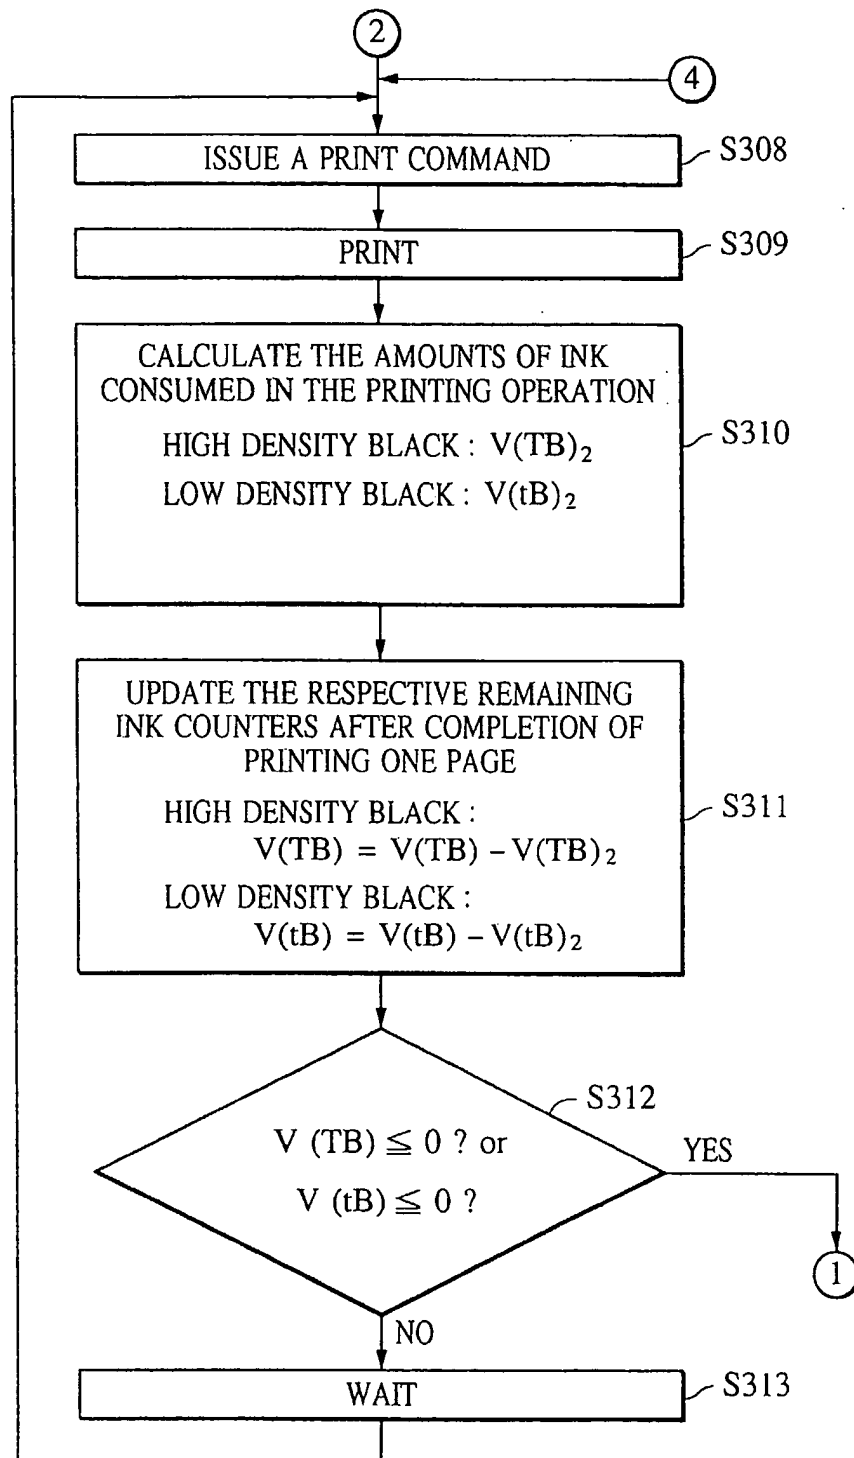 2
4
ISSUE A PRINT COMMAND
S308
PRINT
S309
CALCULATE THE AMOUNTS OF INK
CONSUMED IN THE PRINTING OPERATION
HIGH DENSITY BLACK : V(TB)₂
LOW DENSITY BLACK : V(tB)₂
S310
UPDATE THE RESPECTIVE REMAINING
INK COUNTERS AFTER COMPLETION OF
PRINTING ONE PAGE
HIGH DENSITY BLACK :
V(TB) = V(TB) – V(TB)₂
LOW DENSITY BLACK :
V(tB) = V(tB) – V(tB)₂
S311
S312
V (TB) ≦ 0 ? or
V (tB) ≦ 0 ?
YES
1
NO
WAIT
S313